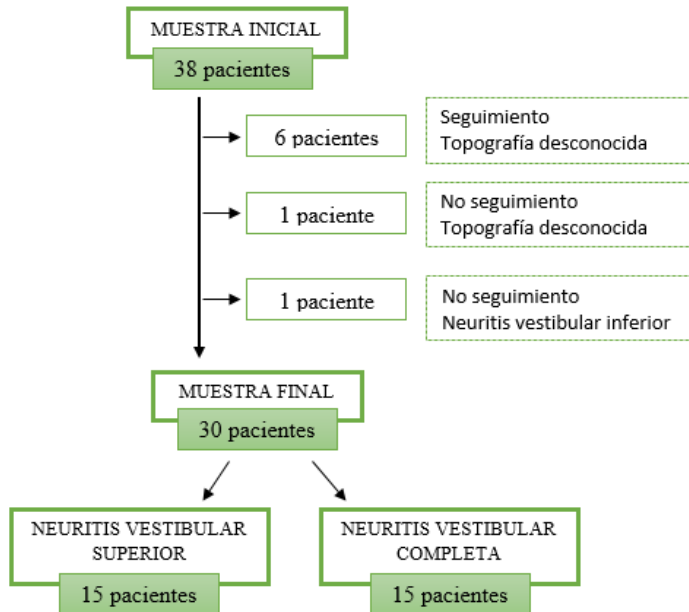 MUESTRA INICIAL
38 pacientes
6 pacientes
Seguimiento
Topografía desconocida
1 paciente
No seguimiento
Topografía desconocida
1 paciente
No seguimiento
Neuritis vestibular inferior
MUESTRA FINAL
30 pacientes
NEURITIS VESTIBULAR
SUPERIOR
15 pacientes
NEURITIS VESTIBULAR
COMPLETA
15 pacientes